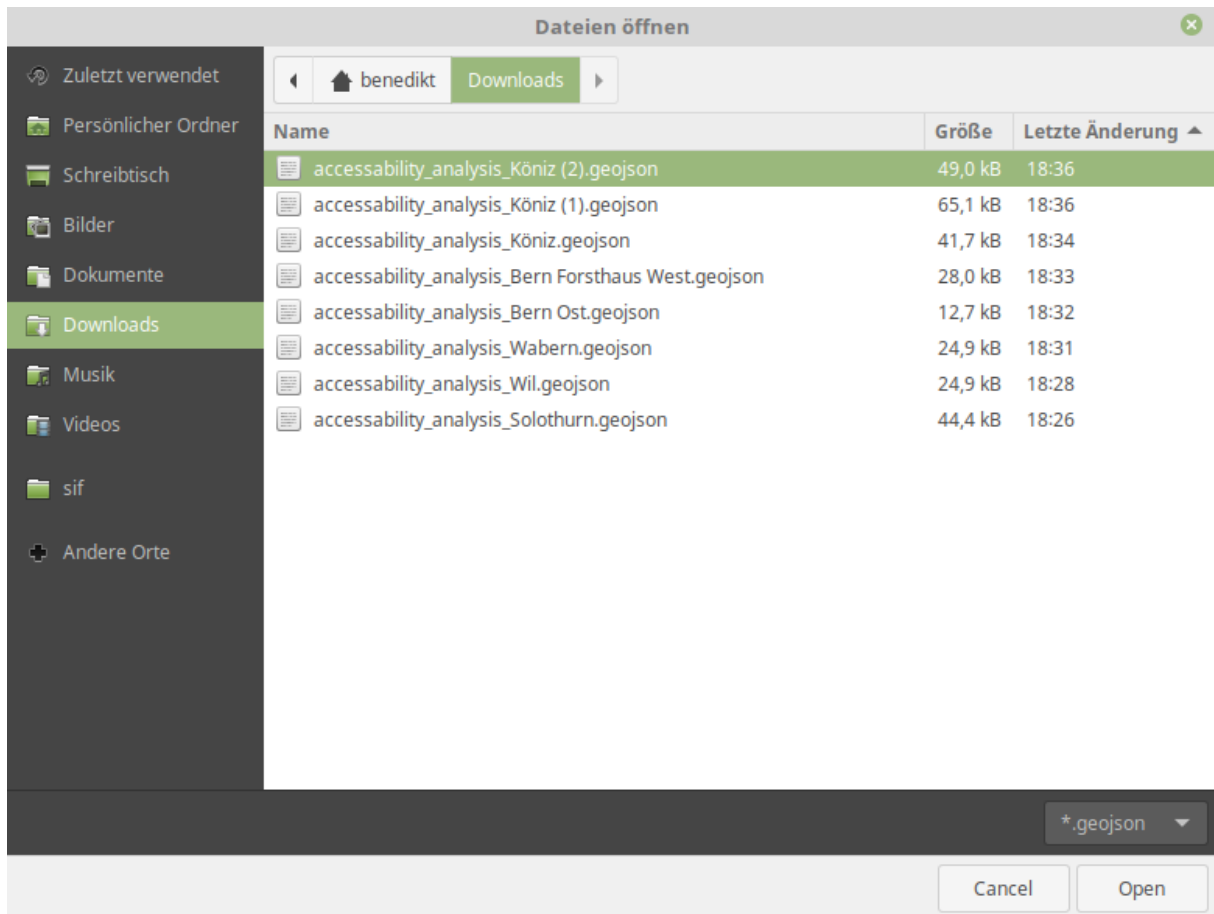 Dateien öffnen
Zuletzt verwendet
Persönlicher Ordner
Schreibtisch
Bilder
Dokumente
Downloads
Musik
Videos
sif
Andere Orte
benedikt Downloads
Name Größe Letzte Änderung
accessability_analysis_Köniz (2).geojson 49,0 kB 18:36
accessability_analysis_Köniz (1).geojson 65,1 kB 18:36
accessability_analysis_Köniz.geojson 41,7 kB 18:34
accessability_analysis_Bern Forsthaus West.geojson 28,0 kB 18:33
accessability_analysis_Bern Ost.geojson 12,7 kB 18:32
accessability_analysis_Wabern.geojson 24,9 kB 18:31
accessability_analysis_Wil.geojson 24,9 kB 18:28
accessability_analysis_Solothurn.geojson 44,4 kB 18:26
*.geojson
Cancel Open